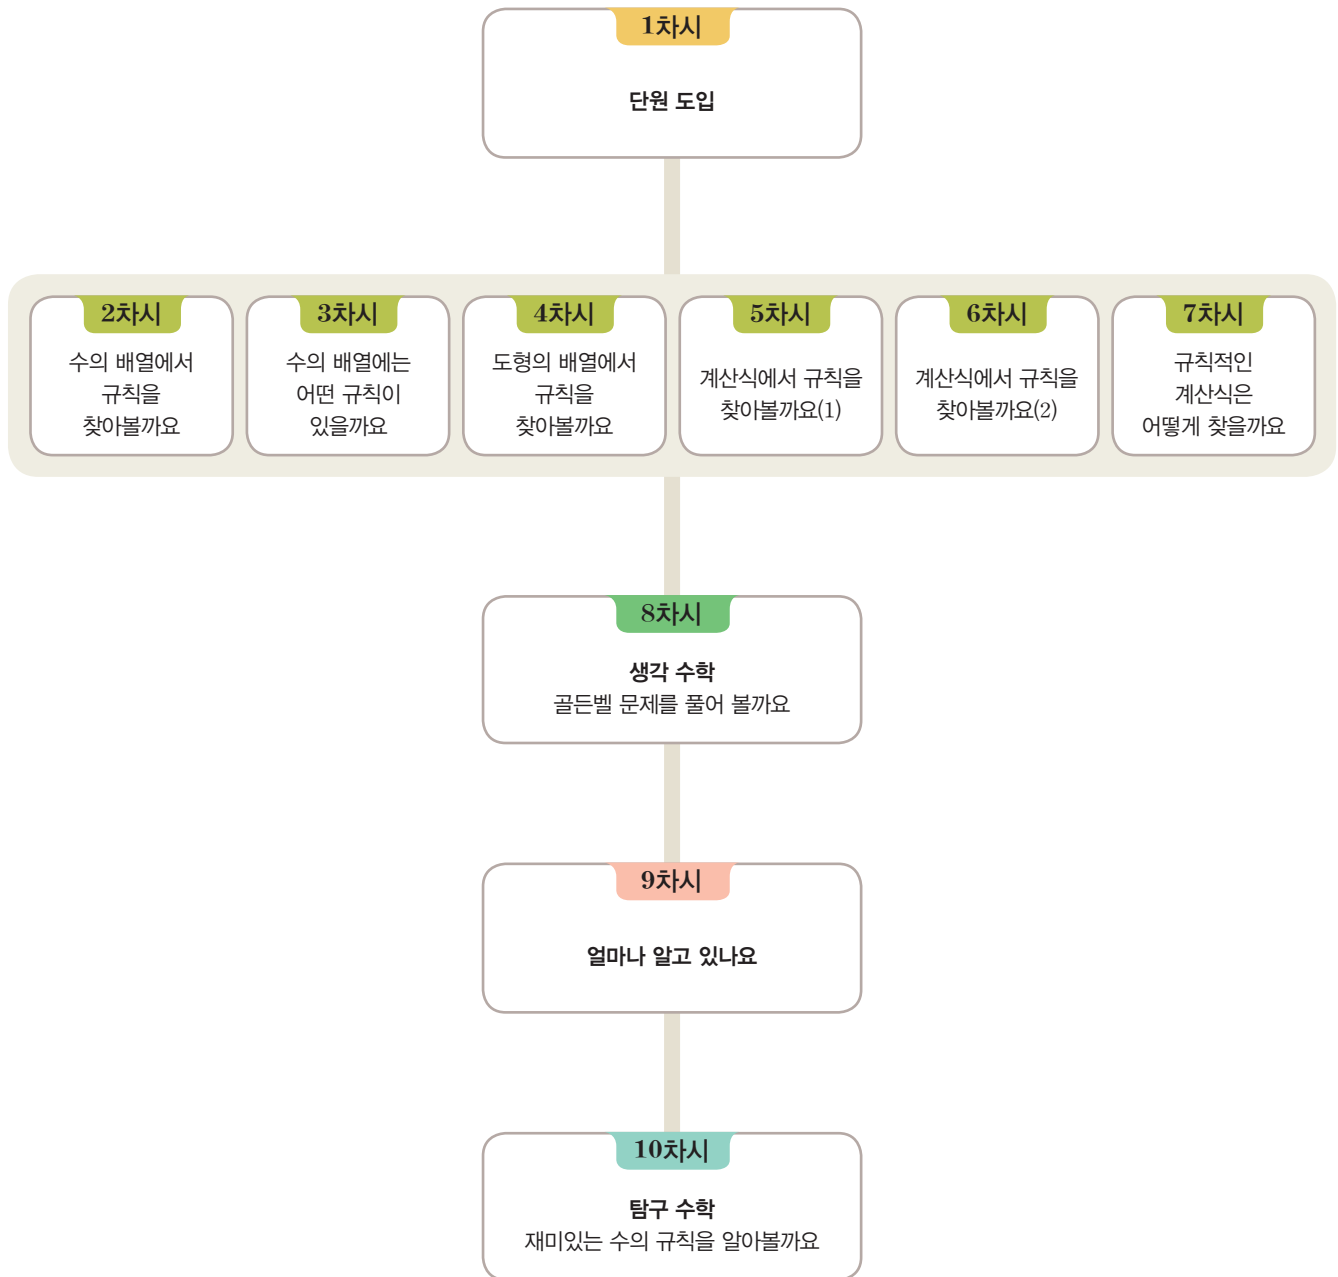 1차시
단원 도입
2차시
수의 배열에서
규칙을
찾아볼까요
3차시
수의 배열에는
어떤 규칙이
있을까요
4차시
도형의 배열에서
규칙을
찾아볼까요
5차시
계산식에서 규칙을
찾아볼까요(1)
6차시
계산식에서 규칙을
찾아볼까요(2)
7차시
규칙적인
계산식은
어떻게 찾을까요
8차시
생각 수학
골든벨 문제를 풀어 볼까요
9차시
얼마나 알고 있나요
10차시
탐구 수학
재미있는 수의 규칙을 알아볼까요